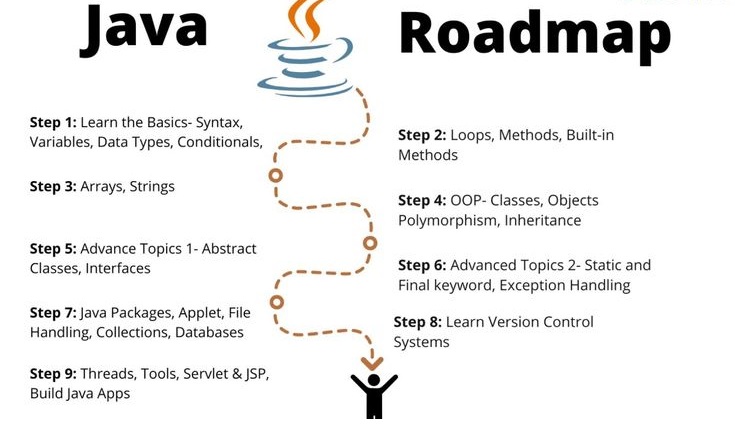 Java Roadmap
Step 1: Learn the Basics- Syntax,
Variables, Data Types, Conditionals,
Step 2: Loops, Methods, Built-in
Methods
Step 3: Arrays, Strings
Step 4: OOP- Classes, Objects
Polymorphism, Inheritance
Step 5: Advance Topics 1- Abstract
Classes, Interfaces
Step 6: Advanced Topics 2- Static and
Final keyword, Exception Handling
Step 7: Java Packages, Applet, File
Handling, Collections, Databases
Step 8: Learn Version Control
Systems
Step 9: Threads, Tools, Servlet & JSP,
Build Java Apps